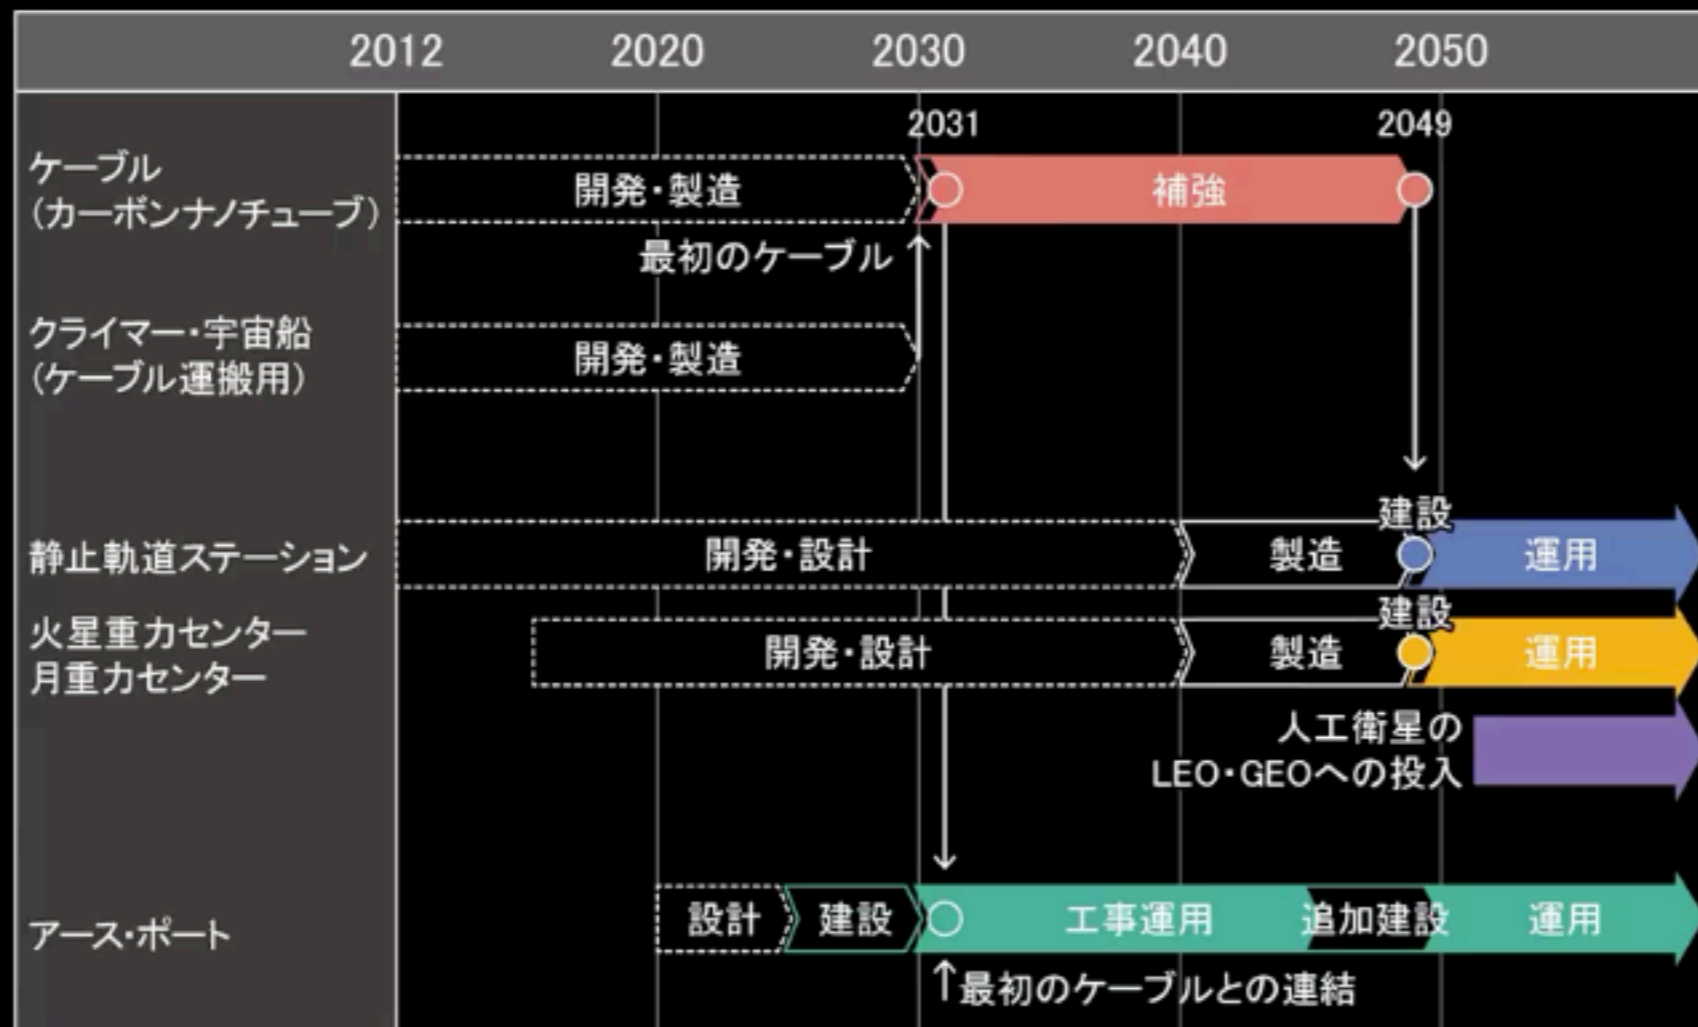 2012 2020 2030 2040 2050
2031 2049
ケーブル
(カーボンナノチューブ)
開発・製造 補強
最初のケーブル
クライマー・宇宙船
(ケーブル運搬用)
開発・製造
静止軌道ステーション
開発・設計 製造 建設 運用
火星重力センター
月重力センター
開発・設計 製造 建設 運用
人工衛星の
LEO・GEOへの投入
アース・ポート
設計 建設 工事運用 追加建設 運用
↑最初のケーブルとの連結